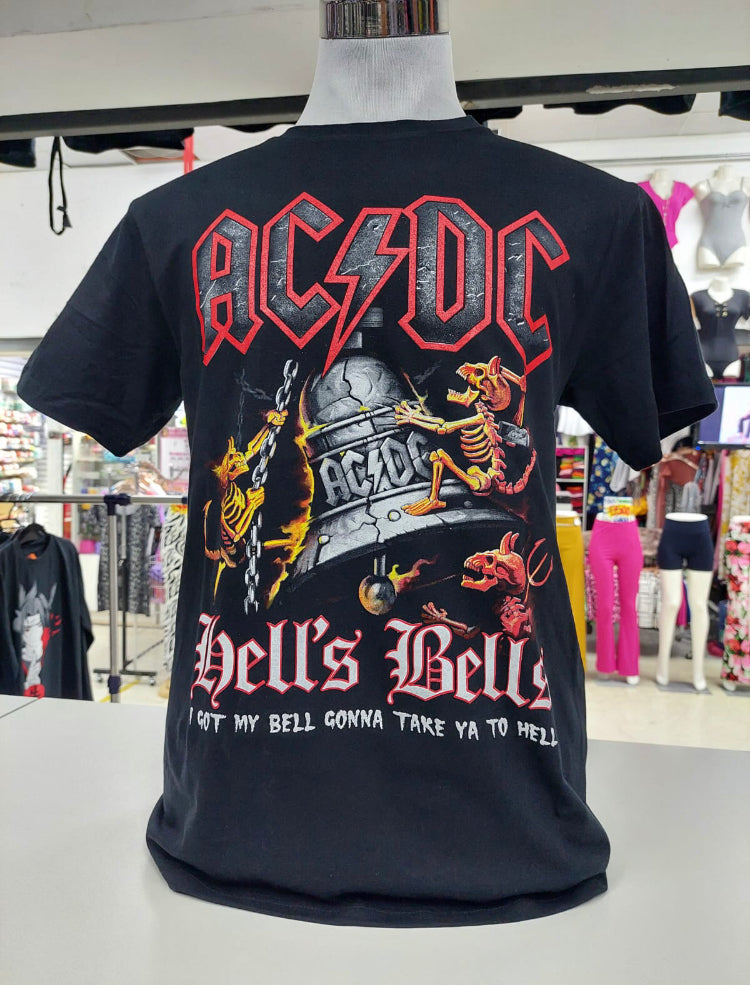 AC⚡DC
AC⚡DC
Hell's Bells
I GOT MY BELL GONNA TAKE YA TO HELL